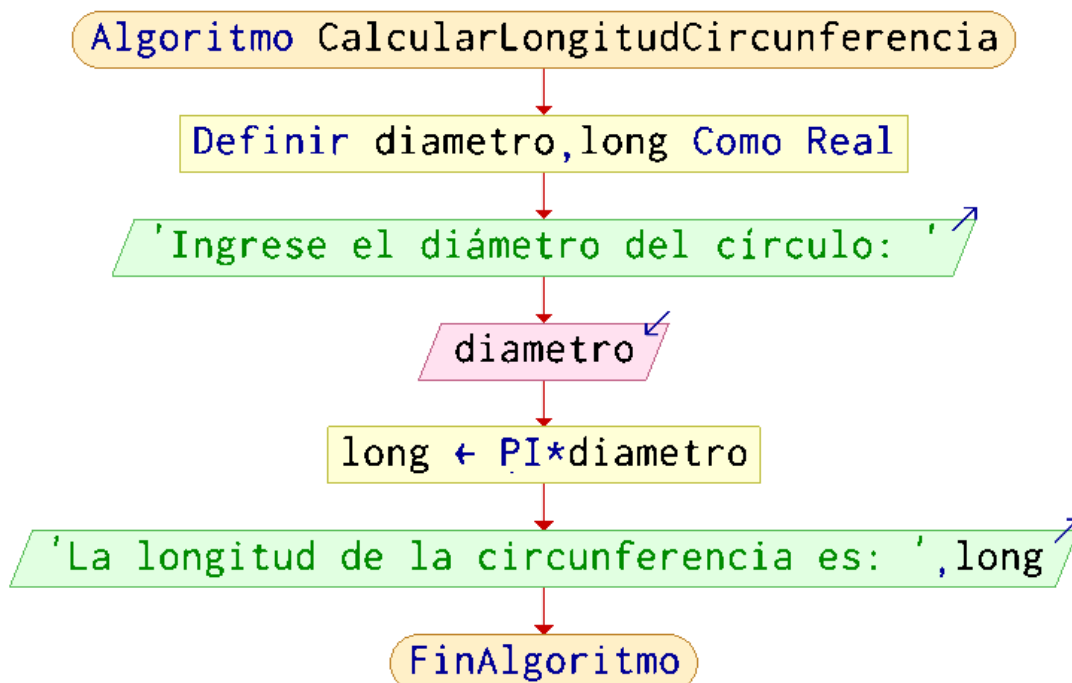 Algoritmo CalcularLongitudCircunferencia
Definir diametro,long Como Real
'Ingrese el diámetro del círculo: '
diametro
long ← PI*diametro
'La longitud de la circunferencia es: ',long
FinAlgoritmo